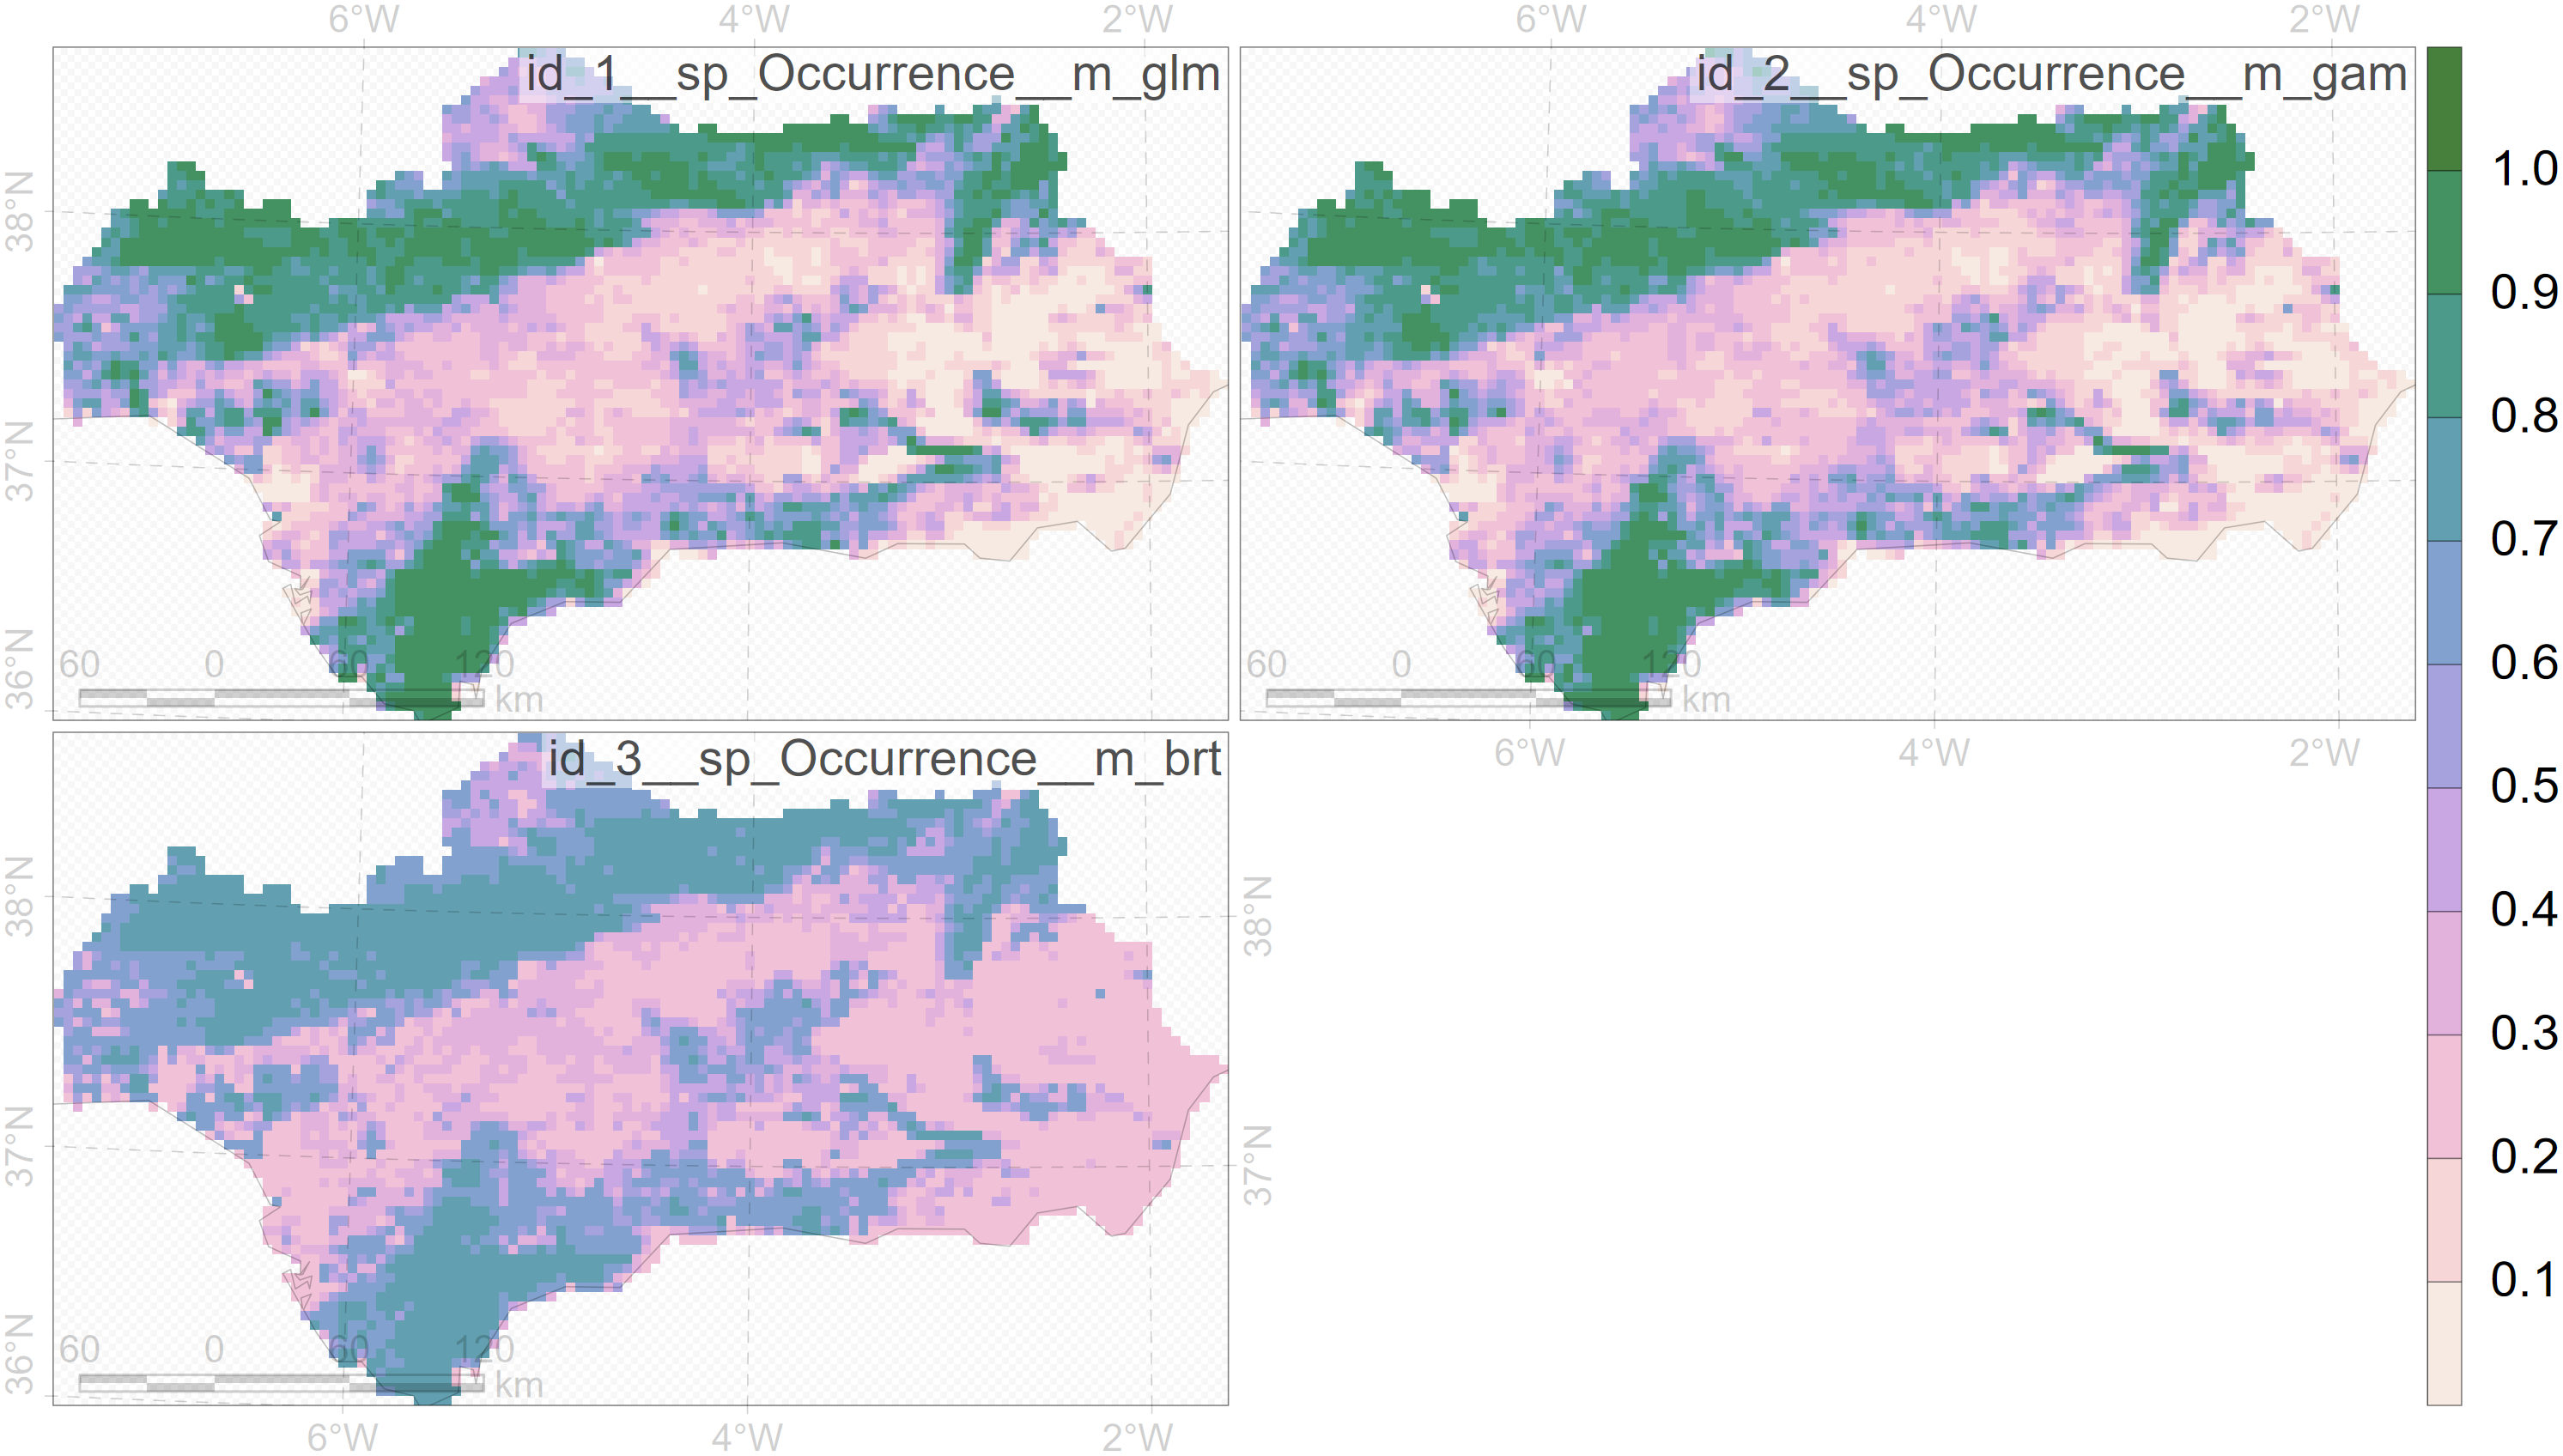 6°W 4°W 2°W 6°W 4°W 2°W
id_1__sp_Occurrence__m_glm
id_2__sp_Occurrence__m_gam
38°N
37°N
36°N
60 0 60 120 km
60 0 60 120 km
6°W 4°W 2°W
id_3__sp_Occurrence__m_brt
38°N
37°N
36°N
38°N
37°N
60 0 60 120 km
6°W 4°W 2°W
1.0
0.9
0.8
0.7
0.6
0.5
0.4
0.3
0.2
0.1